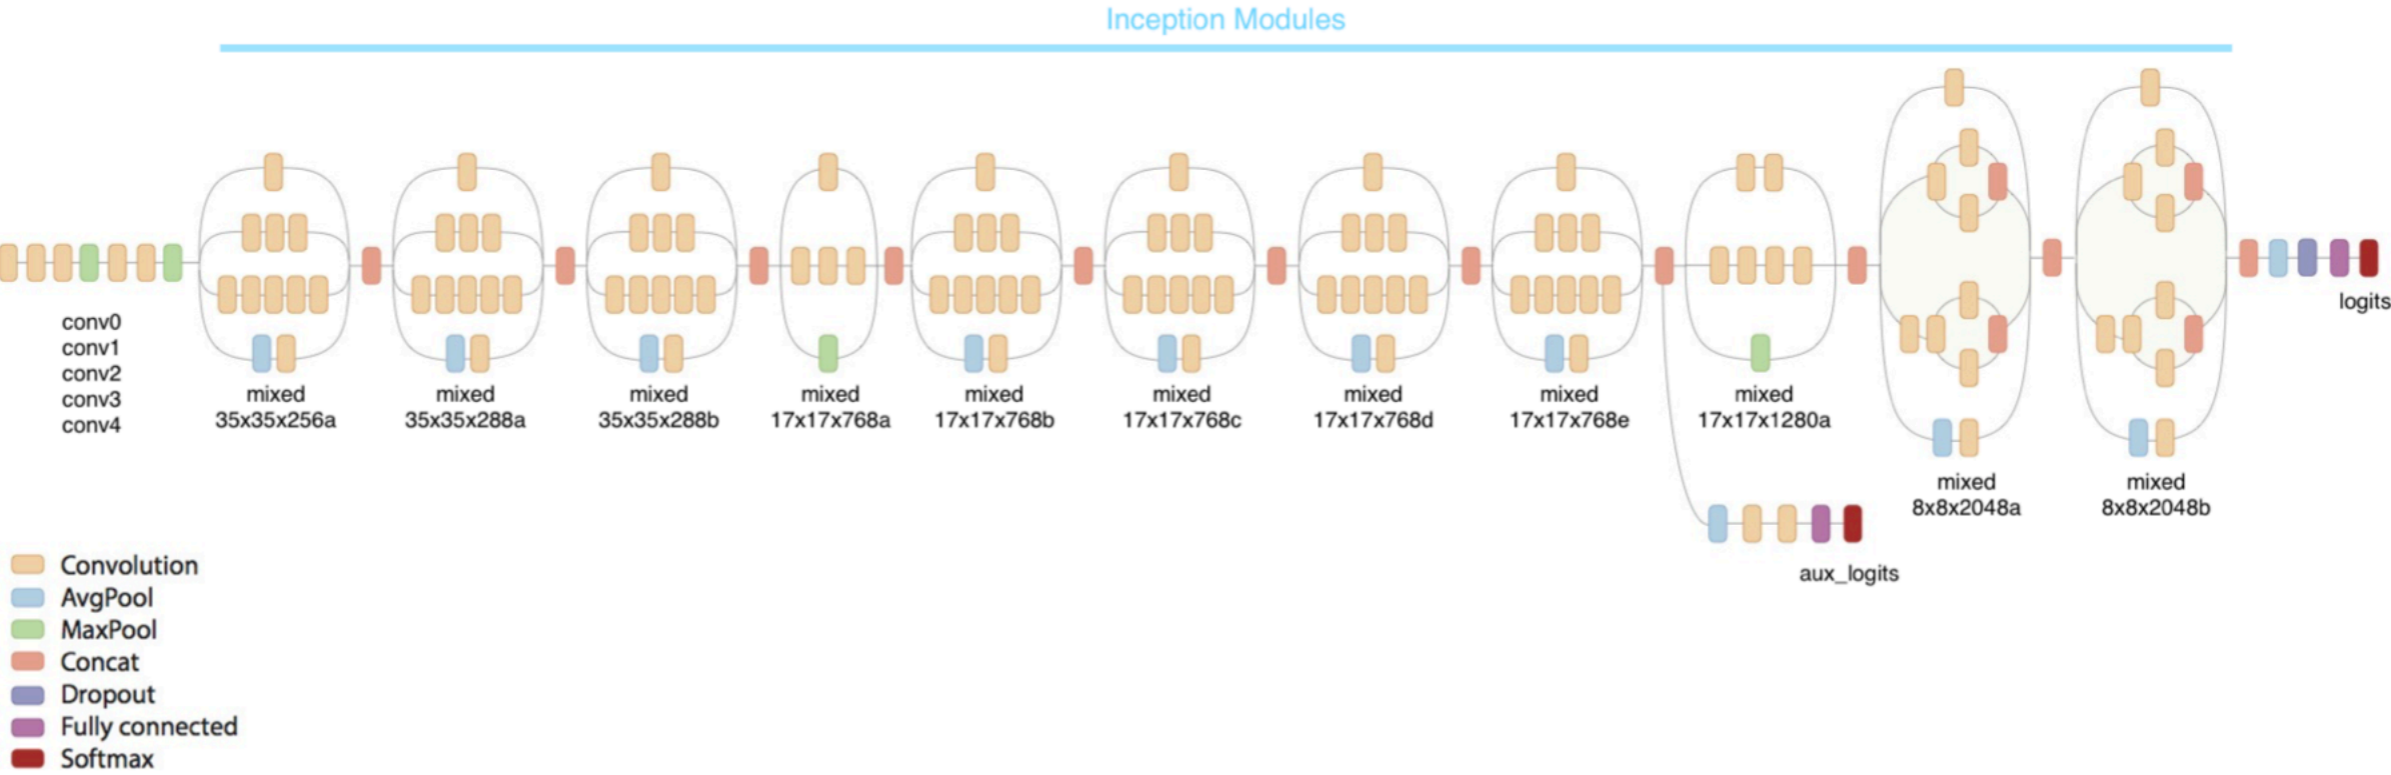 Inception Modules
conv0
conv1
conv2
conv3
conv4
mixed
35x35x256a
mixed
35x35x288a
mixed
35x35x288b
mixed
17x17x768a
mixed
17x17x768b
mixed
17x17x768c
mixed
17x17x768d
mixed
17x17x768e
mixed
17x17x1280a
mixed
8x8x2048a
mixed
8x8x2048b
logits
aux_logits
Convolution
AvgPool
MaxPool
Concat
Dropout
Fully connected
Softmax